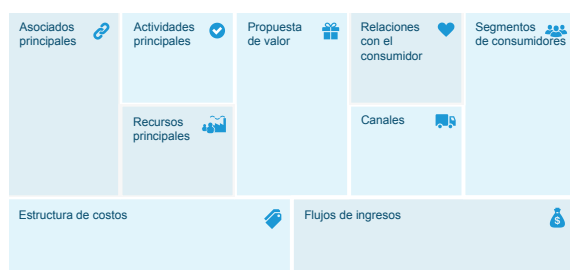 Asociados
principales
Actividades
principales
Propuesta
de valor
Relaciones
con el
consumidor
Segmentos
de consumidores
Recursos
principales
Canales
Estructura de costos
Flujos de ingresos
$